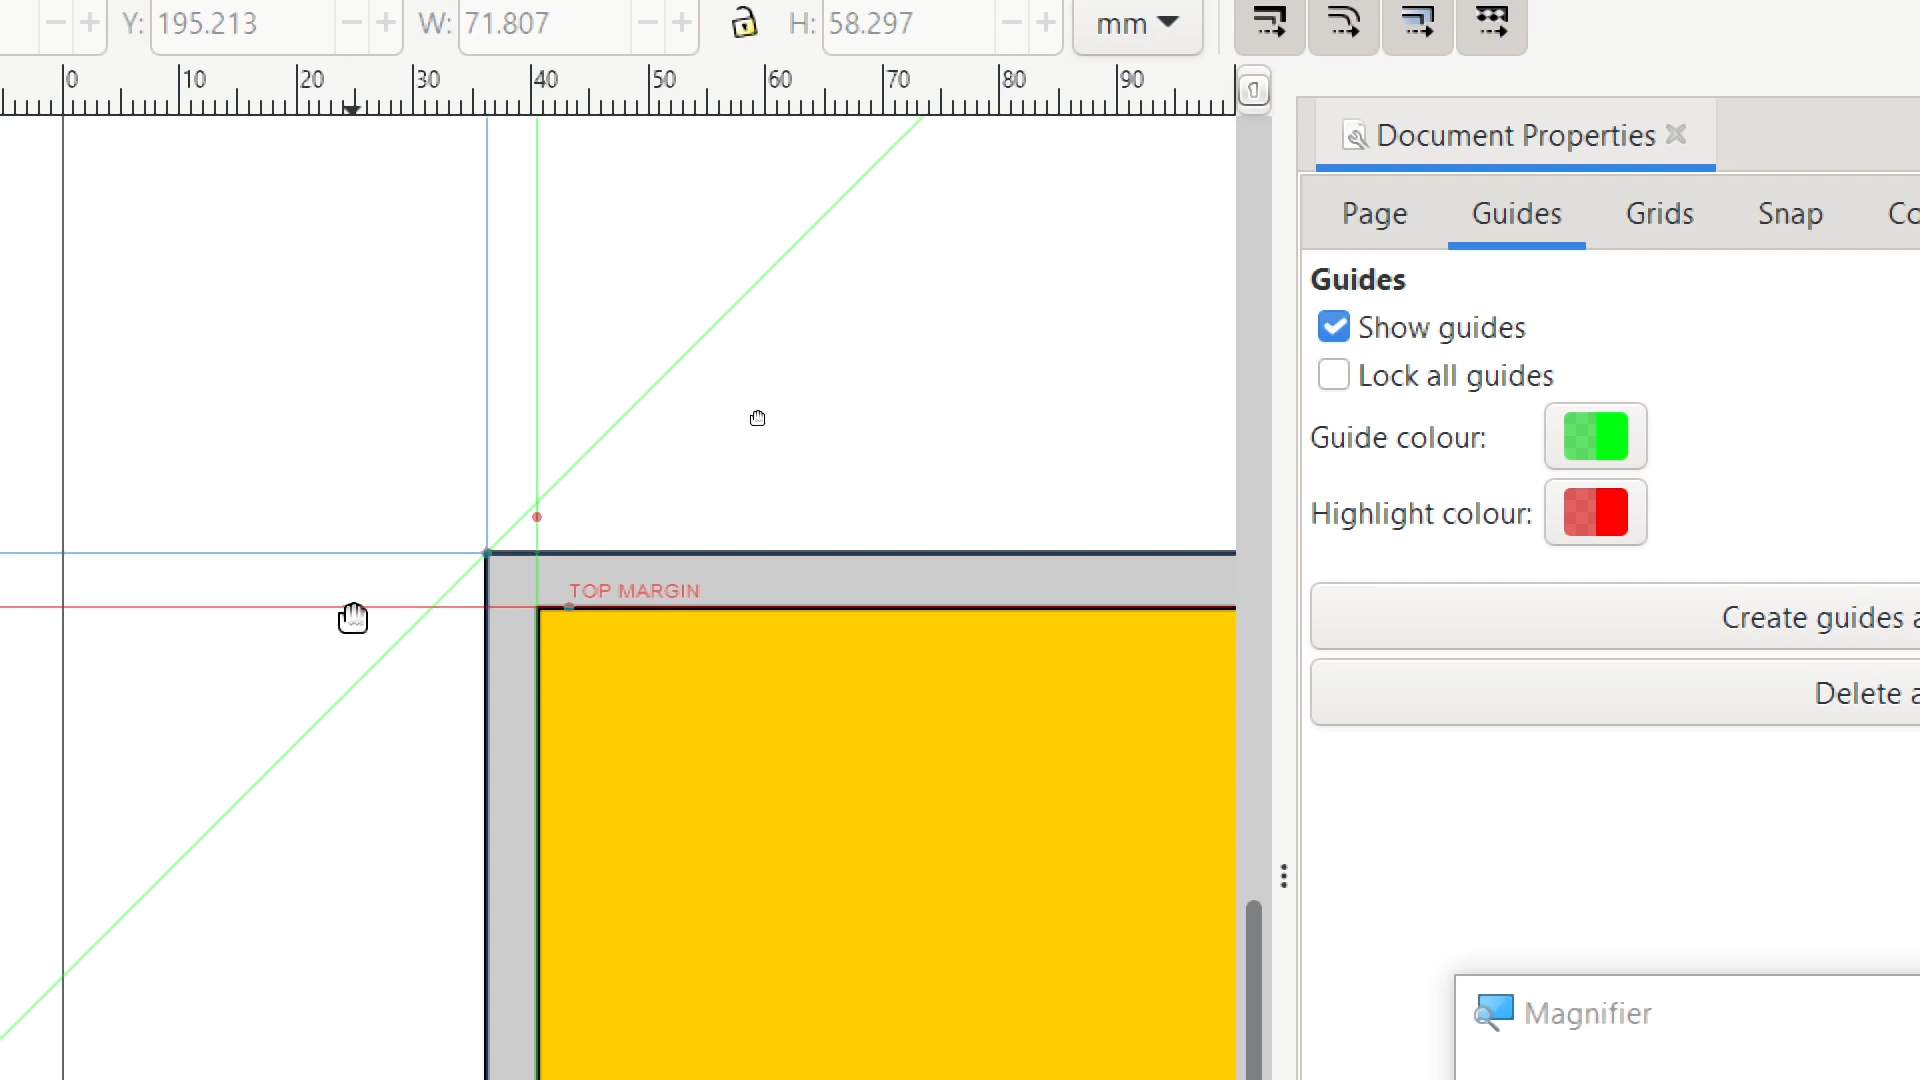 Y: 195.213 W: 71.807 H: 58.297 mm
0 10 20 30 40 50 60 70 80 90
Document Properties
Page Guides Grids Snap Co
Guides
Show guides
Lock all guides
Guide colour:
Highlight colour:
TOP MARGIN
Create guides a
Delete a
Magnifier